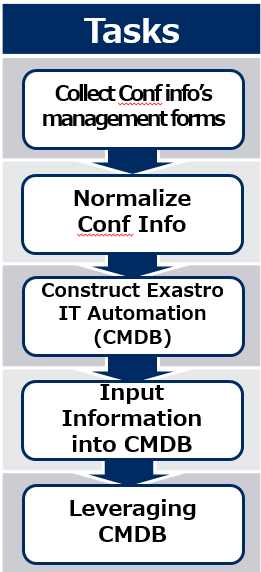 Tasks
Collect Conf info's
management forms
Normalize
Conf Info
Construct Exastro
IT Automation
(CMDB)
Input
Information
into CMDB
Leveraging
CMDB